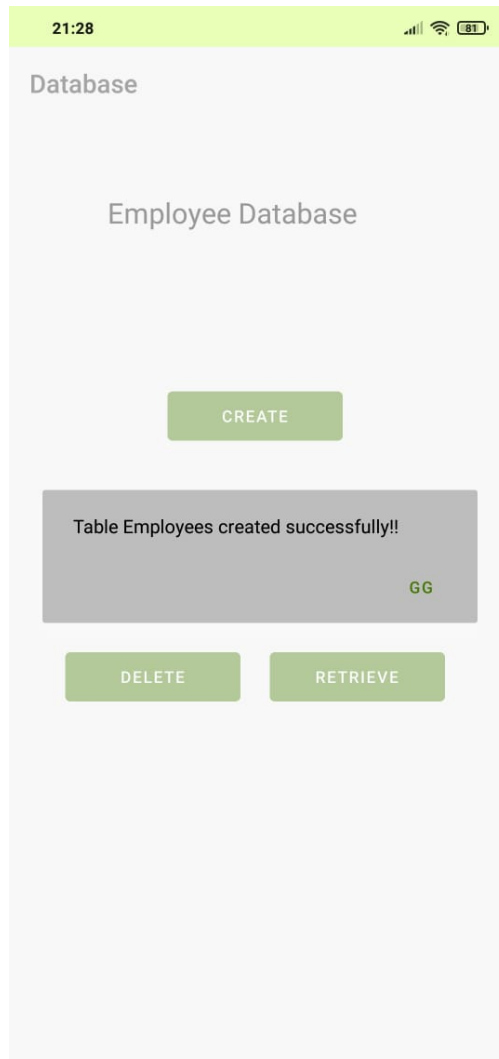 21:28
81
Database
Employee Database
CREATE
Table Employees created successfully!!
GG
DELETE
RETRIEVE